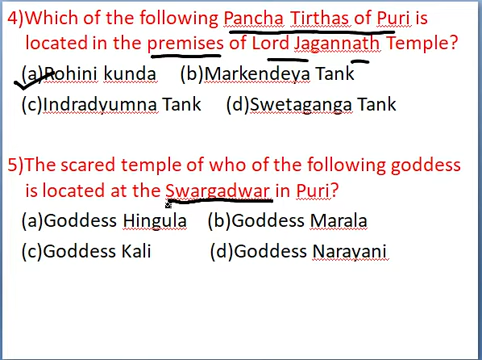 4)Which of the following Pancha Tirthas of Puri is
located in the premises of Lord Jagannath Temple?
(a)Rohini kunda (b)Markendeya Tank
(c)Indradyumna Tank (d)Swetaganga Tank
5)The scared temple of who of the following goddess
is located at the Swargadwar in Puri?
(a)Goddess Hingula (b)Goddess Marala
(c)Goddess Kali (d)Goddess Narayani